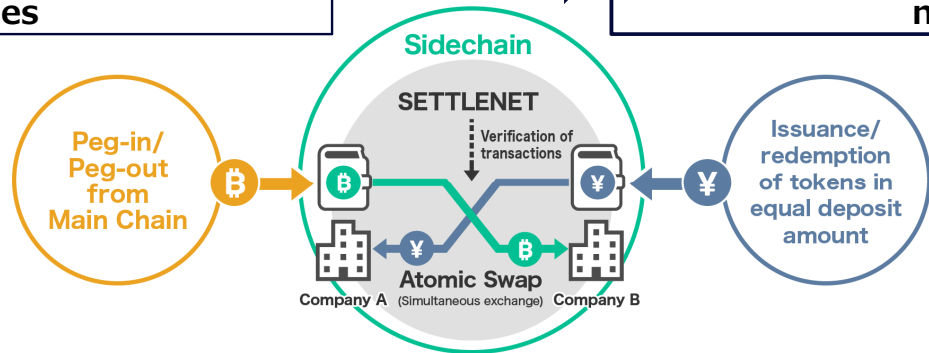 es
n
Sidechain
SETTLENET
Verification of
transactions
Peg-in/
Peg-out
from
Main Chain
₿
₿
¥
¥
Issuance/
redemption
of tokens in
equal deposit
amount
¥
₿
Atomic Swap
(Simultaneous exchange)
Company A
Company B